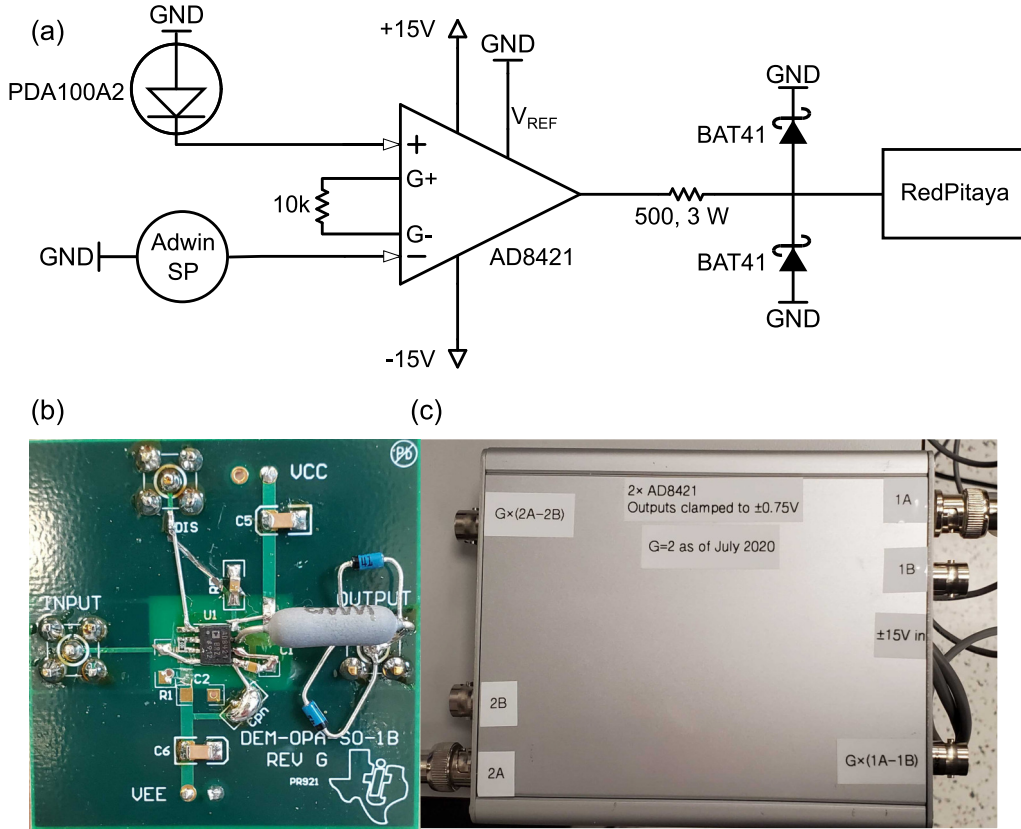 (a)
GND
PDA100A2
+15V
GND
V_REF
+
G+
10k
G-
−
GND
Adwin
SP
AD8421
-15V
500, 3 W
GND
BAT41
BAT41
GND
RedPitaya
(b)
Pb
VCC
C5
DIS
INPUT
OUTPUT
U1
C1
C2
R1
C6
DEM-OPA-SO-1B
REV G
PR921
VEE
(c)
G×(2A-2B)
2× AD8421
Outputs clamped to ±0.75V
G=2 as of July 2020
1A
1B
±15V in
2B
2A
G×(1A-1B)